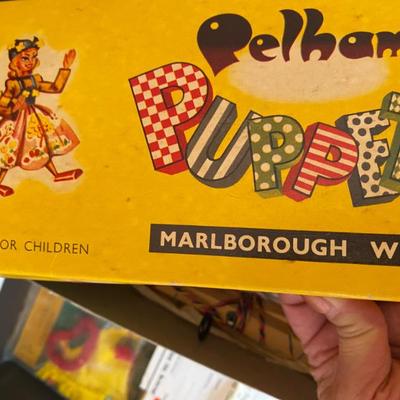 Pelham
PUPPE
OR CHILDREN
MARLBOROUGH W